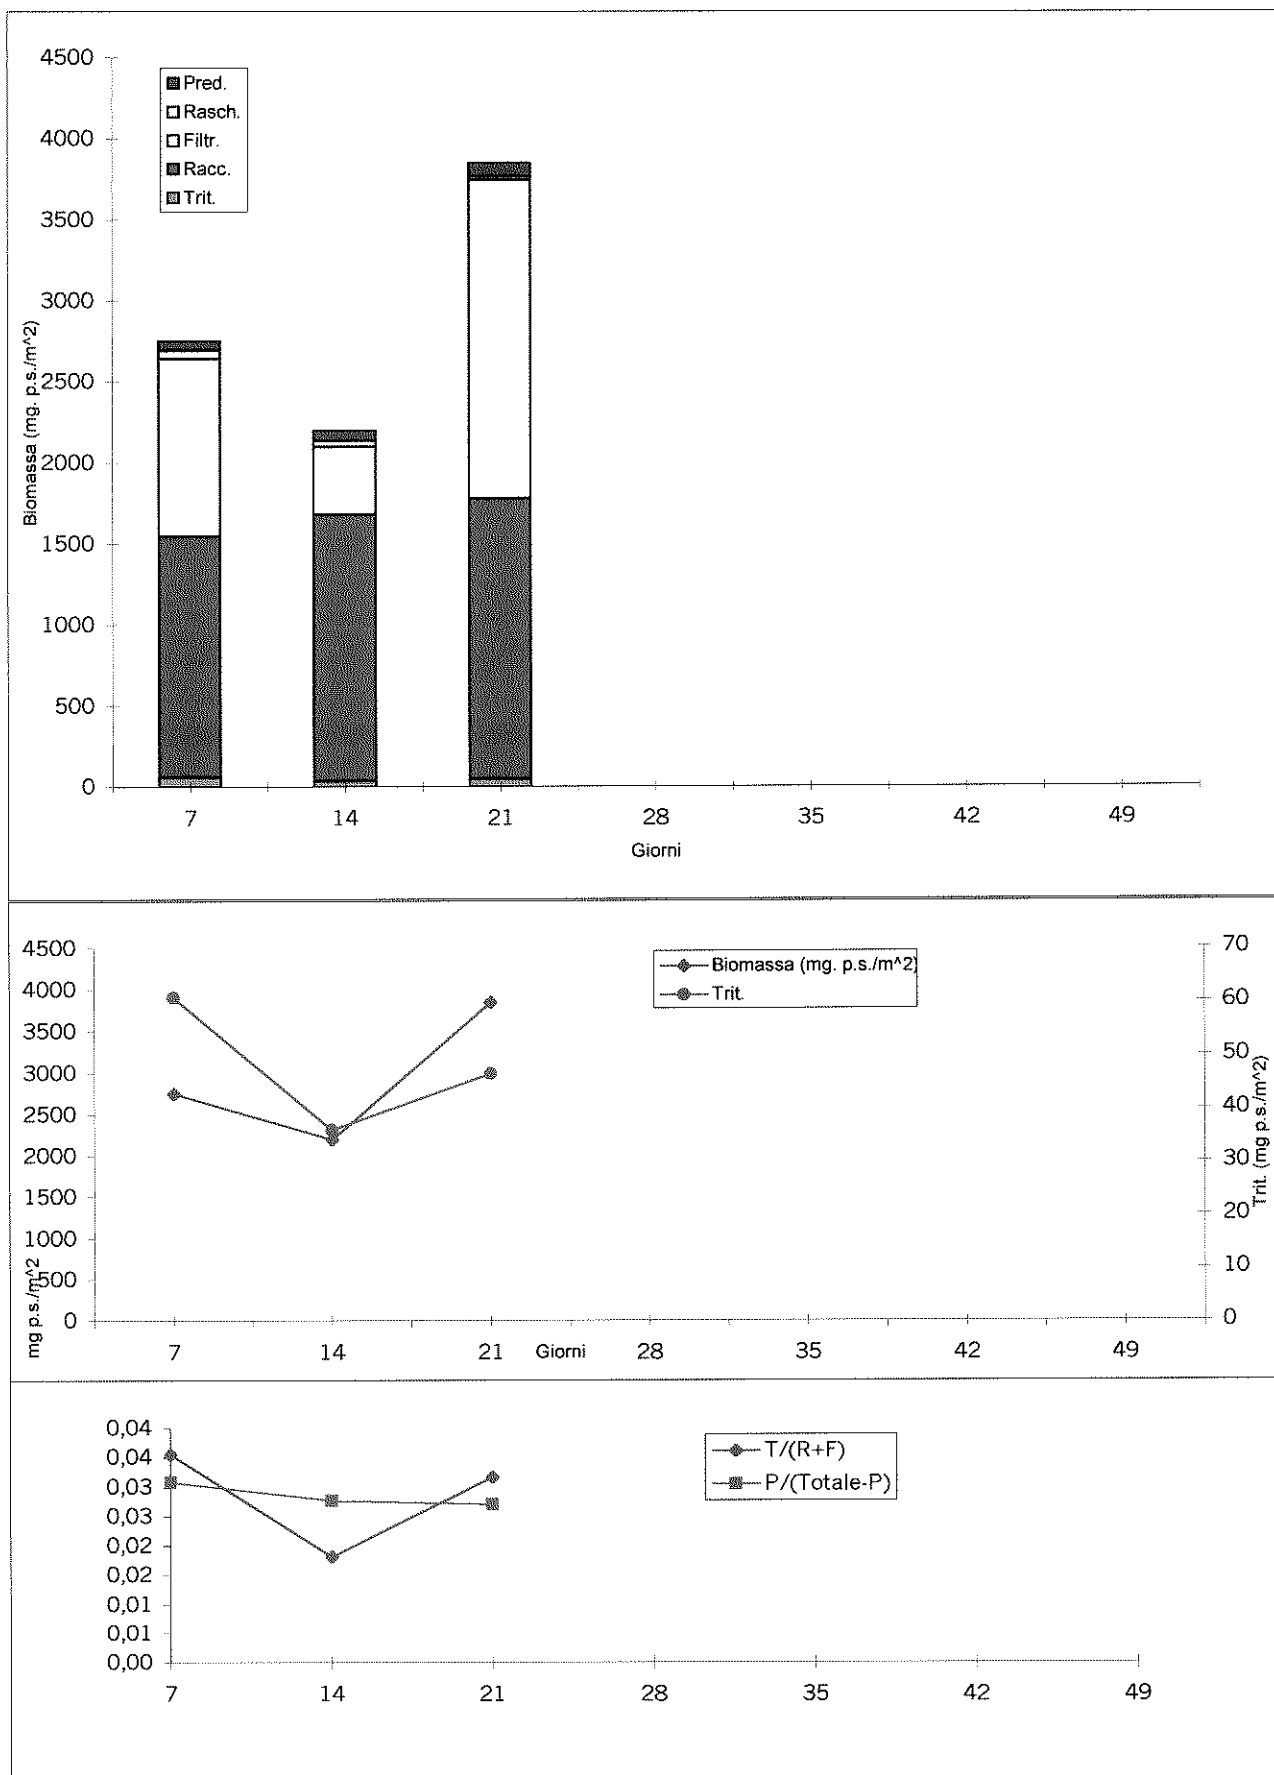 4500
4000
3500
3000
2500
2000
1500
1000
500
0
Biomassa (mg. p.s./m^2)
Pred.
Rasch.
Filtr.
Racc.
Trit.
7 14 21 28 35 42 49
Giorni
4500
4000
3500
3000
2500
2000
1500
1000
500
0
mg p.s./m^2
Biomassa (mg. p.s./m^2)
Trit.
70
60
50
40
30
20
10
0
Trit. (mg p.s./m^2)
7 14 21 Giorni 28 35 42 49
0,04
0,04
0,03
0,03
0,02
0,02
0,01
0,01
0,00
T/(R+F)
P/(Totale-P)
7 14 21 28 35 42 49